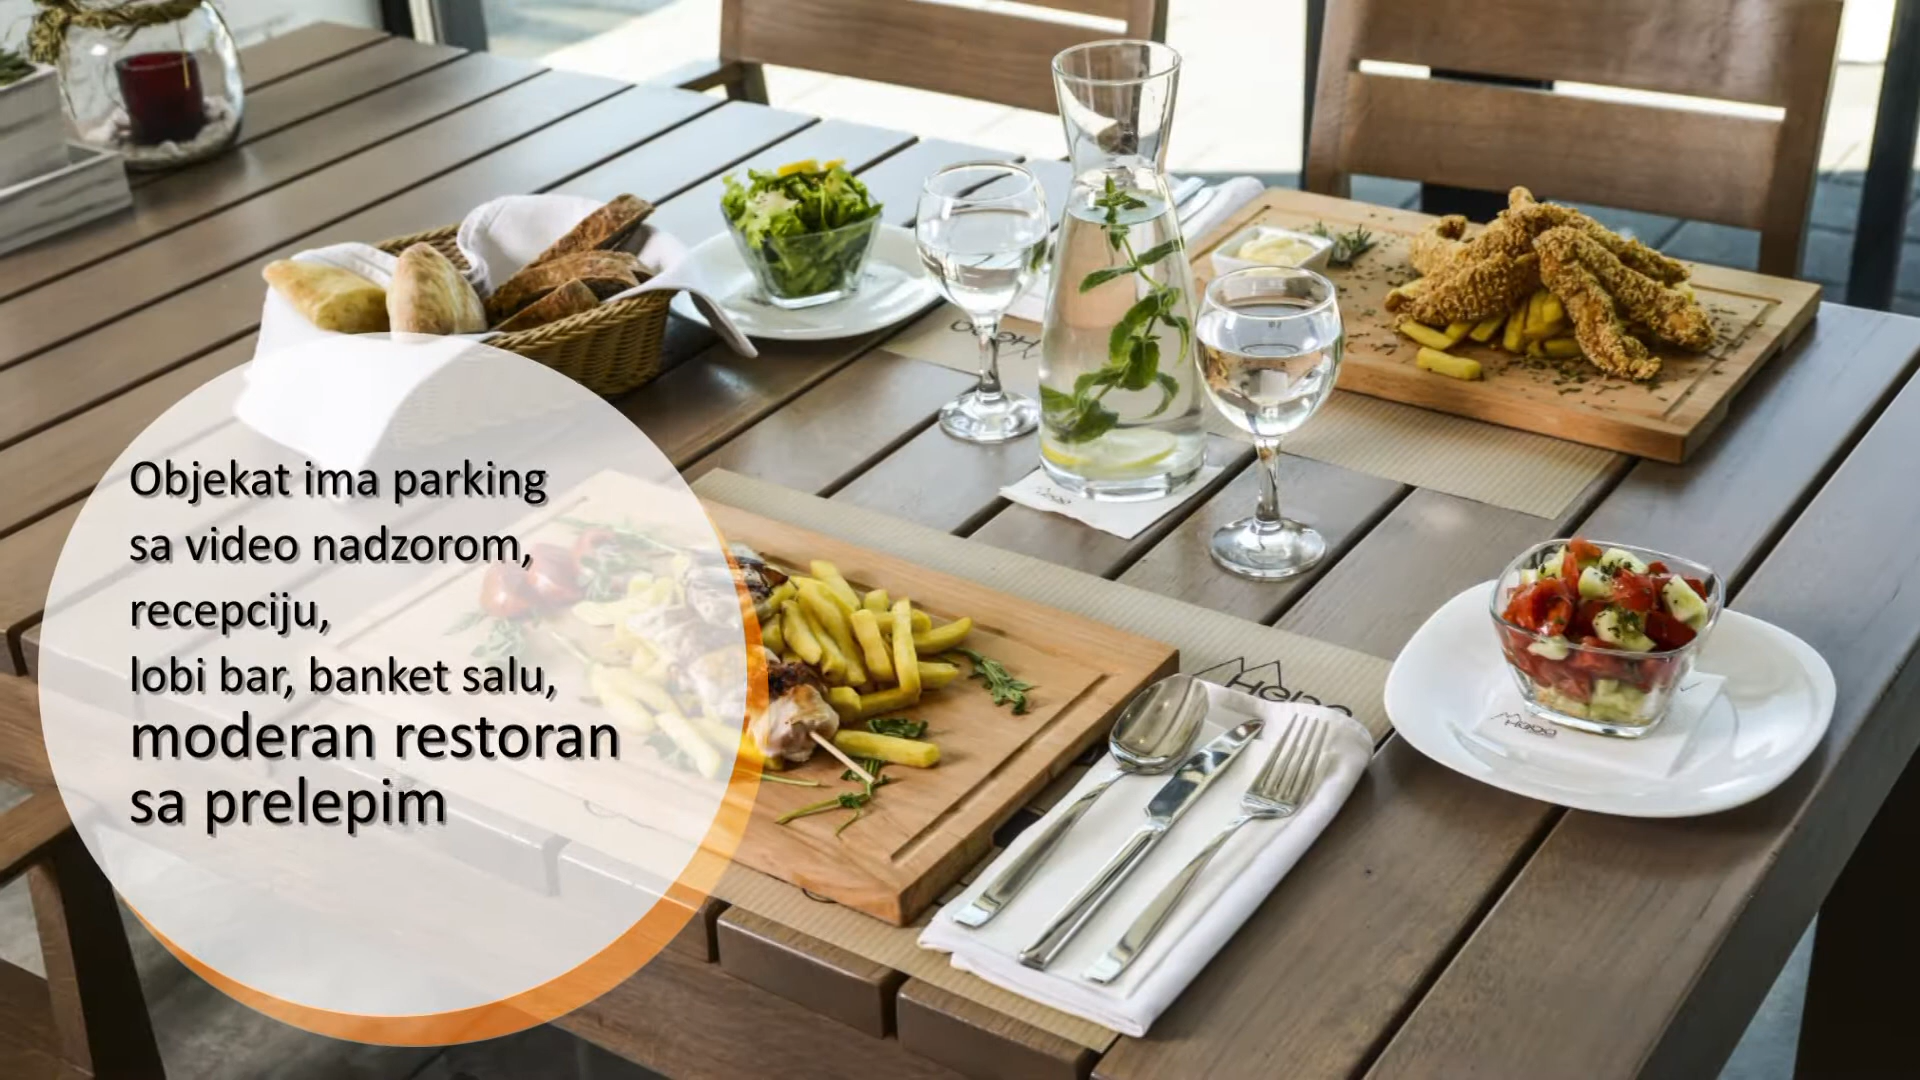 Objekat ima parking
sa video nadzorom,
recepciju,
lobi bar, banket salu,
moderan restoran
sa prelepim